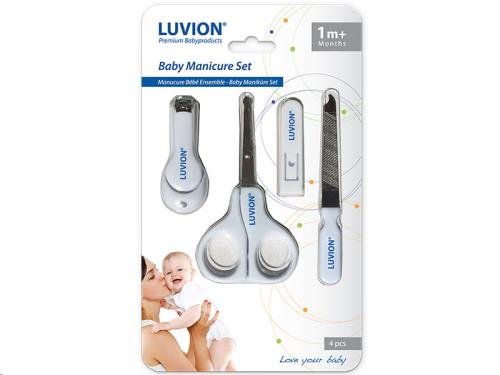 LUVION®
Premium Babyproducts
1m+
Months
Baby Manicure Set
Manucure Bébé Ensemble - Baby Maniküre Set
LUVION®
LUVION®
LUVION®
LUVION®
4 pcs
Love your baby